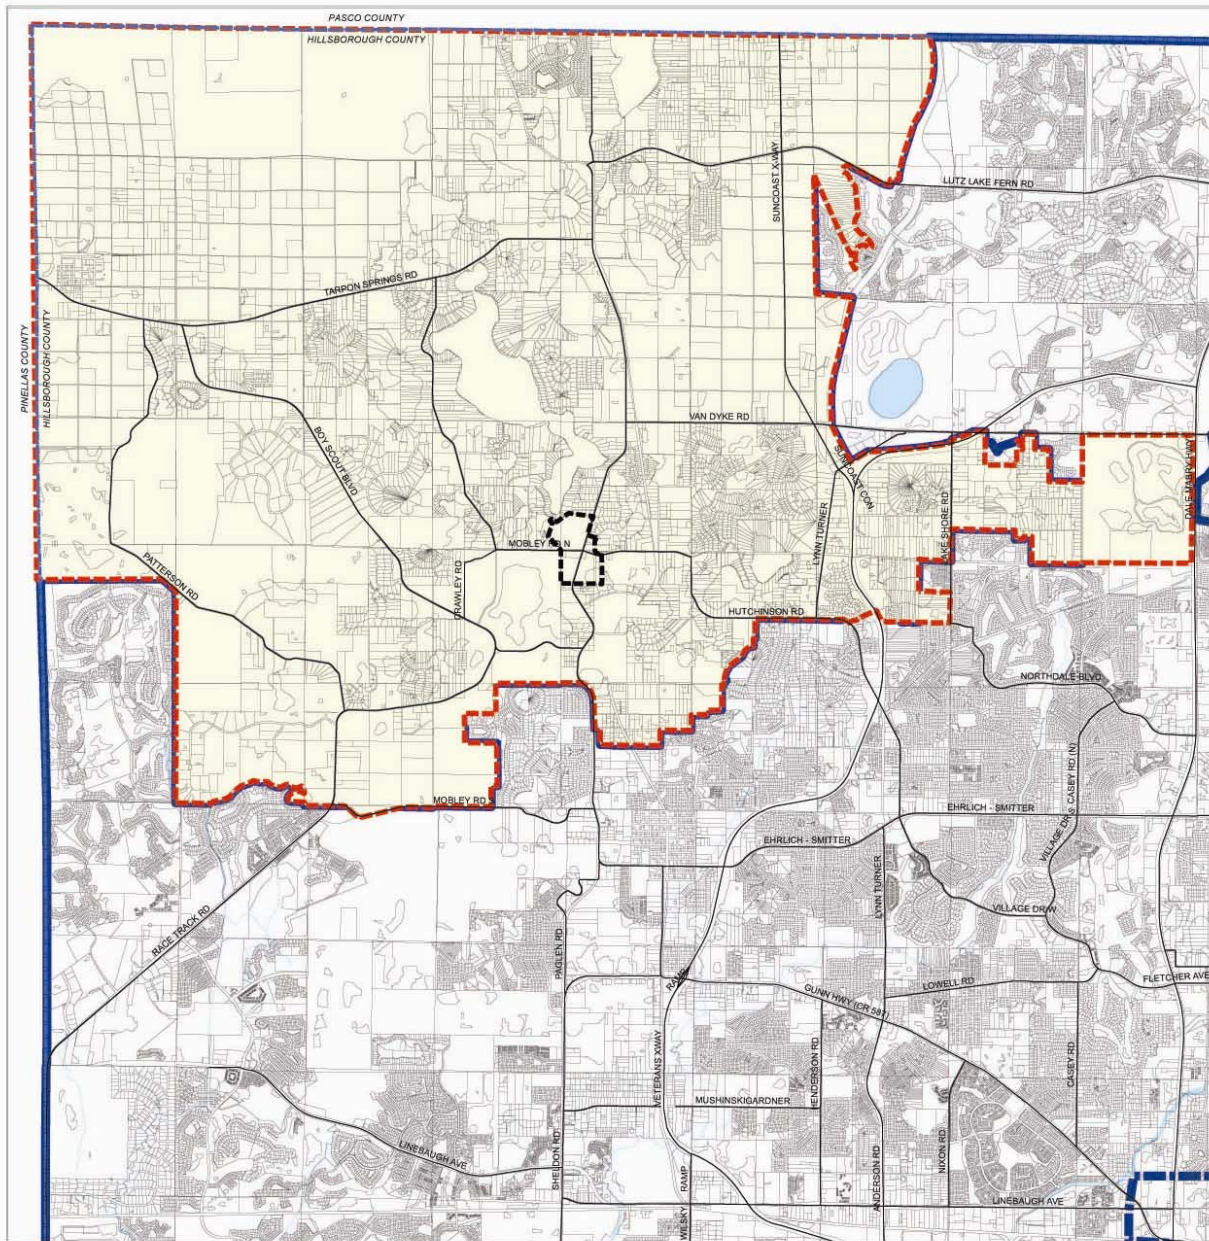 PASCO COUNTY
HILLSBOROUGH COUNTY
SUNCOAST X-WAY
LUTZ LAKE FERN RD
TARPON SPRINGS RD
PINELLAS COUNTY
HILLSBOROUGH COUNTY
VAN DYKE RD
BOY SCOUT BLVD
SUNCOAST CON
LAKE SHORE RD
DALE MABRY HWY
LYNN TURNER
MOBLEY RD N
PATTERSON RD
CRAWLEY RD
HUTCHINSON RD
NORTHDALE BLVD
CASEY RD (N)
MOBLEY RD
EHRLICH - SMITTER
EHRLICH - SMITTER
VILLAGE DR S
LYNN TURNER
VILLAGE DR W
RACE TRACK RD
PAGLEN RD
RAMP
LOWELL RD
FLETCHER AVE
GUNN HWY (CR 587)
VETERANS XWAY
HENDERSON RD
CASEY RD
MUSHINSKIGARDNER
LINEBAUGH AVE
SHELDON RD
NIXON RD
ANDERSON RD
RAMP
WILSKY
LINEBAUGH AVE